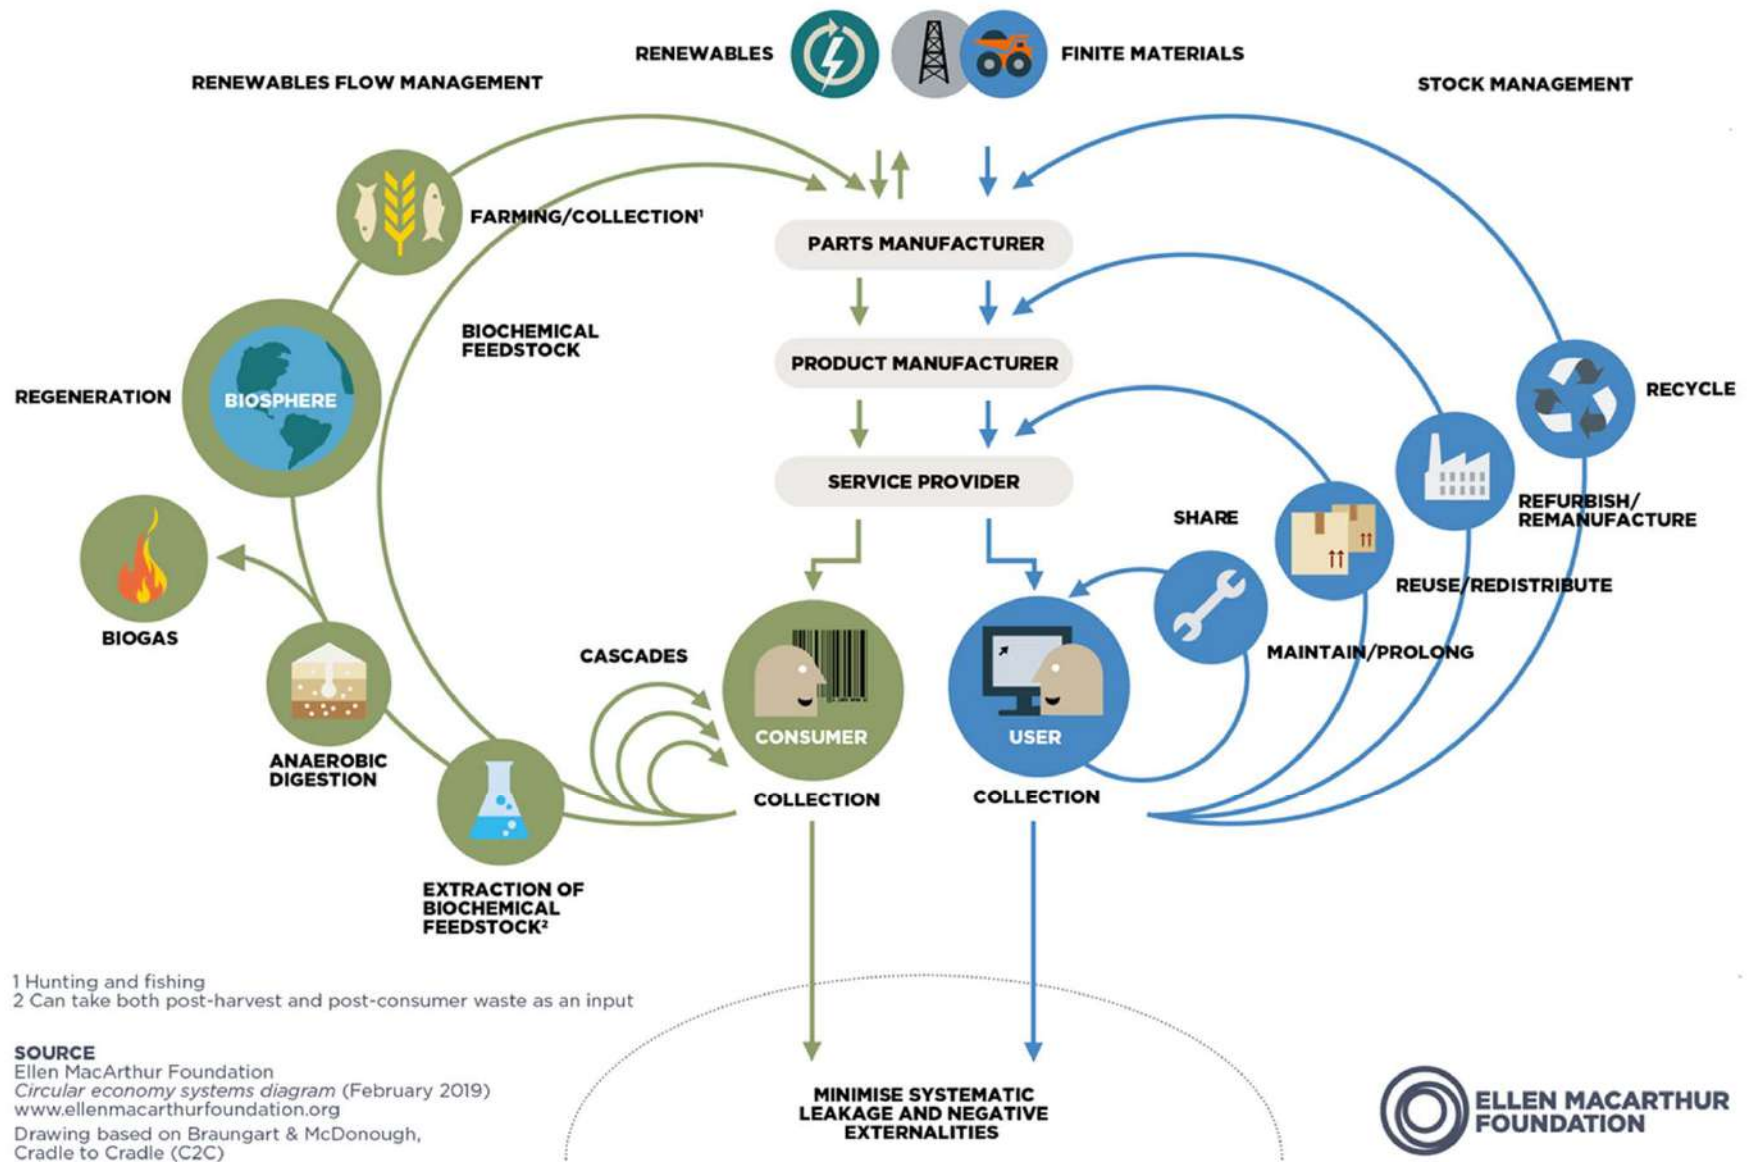 RENEWABLES
FINITE MATERIALS
RENEWABLES FLOW MANAGEMENT
STOCK MANAGEMENT
FARMING/COLLECTION¹
PARTS MANUFACTURER
BIOCHEMICAL
FEEDSTOCK
PRODUCT MANUFACTURER
REGENERATION
BIOSPHERE
RECYCLE
SERVICE PROVIDER
SHARE
REFURBISH/
REMANUFACTURE
REUSE/REDISTRIBUTE
BIOGAS
CASCADES
MAINTAIN/PROLONG
CONSUMER
USER
ANAEROBIC
DIGESTION
COLLECTION
COLLECTION
EXTRACTION OF
BIOCHEMICAL
FEEDSTOCK²
1 Hunting and fishing
2 Can take both post-harvest and post-consumer waste as an input
SOURCE
Ellen MacArthur Foundation
Circular economy systems diagram (February 2019)
www.ellenmacarthurfoundation.org
Drawing based on Braungart & McDonough,
Cradle to Cradle (C2C)
MINIMISE SYSTEMATIC
LEAKAGE AND NEGATIVE
EXTERNALITIES
ELLEN MACARTHUR
FOUNDATION